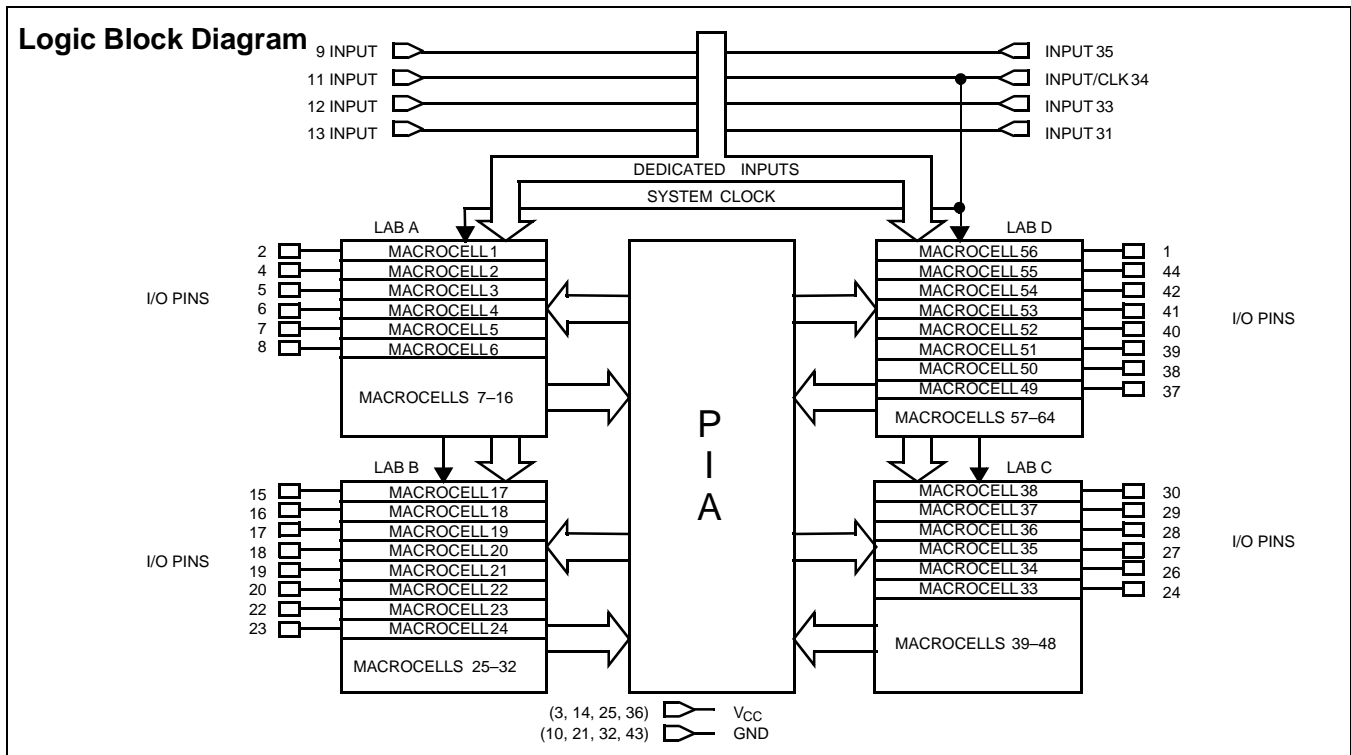 Logic Block Diagram
9 INPUT
11 INPUT
12 INPUT
13 INPUT
INPUT 35
INPUT/CLK 34
INPUT 33
INPUT 31
DEDICATED INPUTS
SYSTEM CLOCK
LAB A
2 MACROCELL 1
4 MACROCELL 2
5 MACROCELL 3
6 MACROCELL 4
7 MACROCELL 5
8 MACROCELL 6
MACROCELLS 7–16
I/O PINS
LAB D
MACROCELL 56 1
MACROCELL 55 44
MACROCELL 54 42
MACROCELL 53 41
MACROCELL 52 40
MACROCELL 51 39
MACROCELL 50 38
MACROCELL 49 37
MACROCELLS 57–64
I/O PINS
P
I
A
LAB B
15 MACROCELL 17
16 MACROCELL 18
17 MACROCELL 19
18 MACROCELL 20
19 MACROCELL 21
20 MACROCELL 22
22 MACROCELL 23
23 MACROCELL 24
MACROCELLS 25–32
I/O PINS
LAB C
MACROCELL 38 30
MACROCELL 37 29
MACROCELL 36 28
MACROCELL 35 27
MACROCELL 34 26
MACROCELL 33 24
MACROCELLS 39–48
I/O PINS
(3, 14, 25, 36) VCC
(10, 21, 32, 43) GND